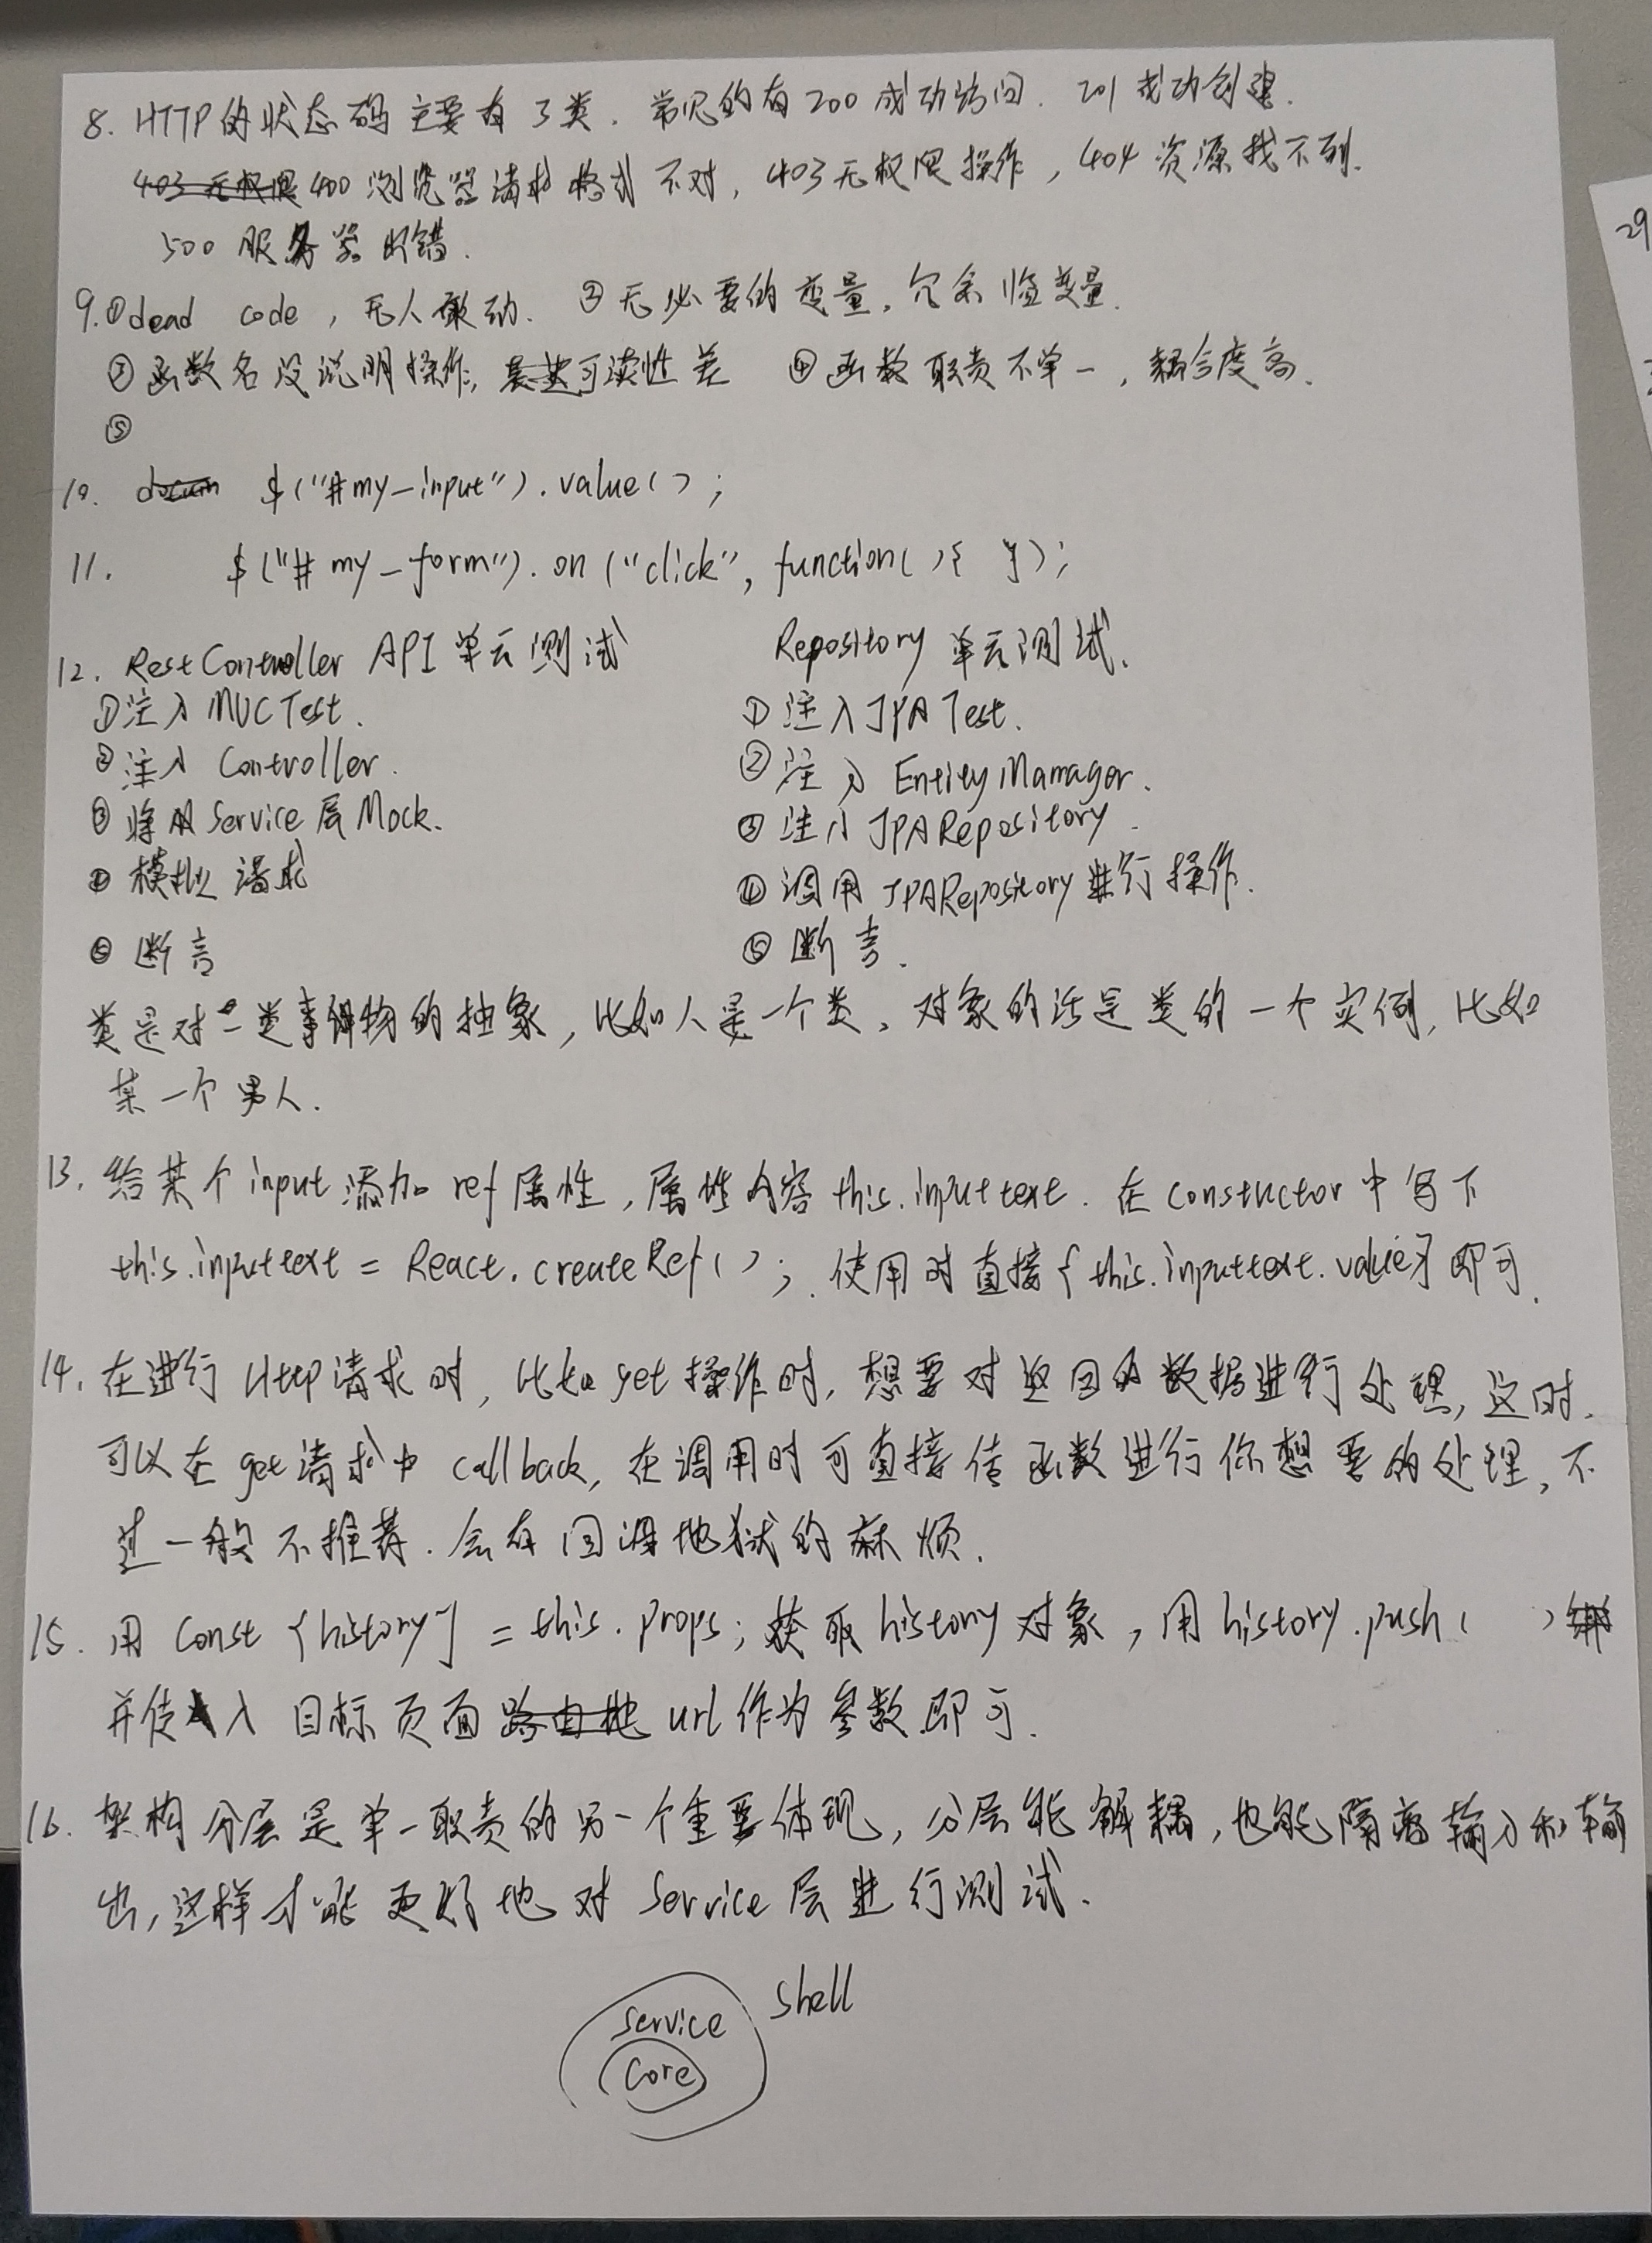 8. HTTP的状态码主要有3类. 常见的有200成功访问. 201成功创建.
403 无权限 400 浏览器请求格式不对, 403无权限操作, 404 资源找不到.
500 服务器出错.
9.①dead code, 无人敢动. ②无必要的变量, 冗余临变量.
③函数名没说明操作, 可读性差 ④函数职责不单一, 耦合度高.
⑤
10. docum $("#my-input").value();
11. $("#my-form").on("click", function(){ });
12. RestController API单元测试 Repository 单元测试.
①注入MVCTest. ①注入JPATest.
②注入 Controller. ②注入 EntityManager.
③将Service层Mock. ③注入JPARepository.
④模拟请求 ④调用JPARepository进行操作.
⑤断言 ⑤断言.
类是对一类事物的抽象, 比如人是一个类, 对象的话是类的一个实例, 比如
某一个男人.
13. 给某个input添加ref属性, 属性内容this.inputtext. 在constuctor中写下
this.inputtext = React.createRef(); 使用时直接{this.inputtext.value}即可.
14. 在进行Http请求时, 比如get操作时, 想要对返回的数据进行处理, 这时.
可以在get请求中callback, 在调用时可直接传函数进行你想要的处理, 不
过一般不推荐. 会有回调地狱的麻烦.
15. 用 Const {history} = this.props; 获取history对象, 用history.push( )
并传入目标页面路由地url作为参数即可.
16. 架构分层是单一职责的另一个重要体现, 分层能解耦, 也能隔离输入和输
出, 这样才能更好地对Service层进行测试.
shell
Service
Core
29